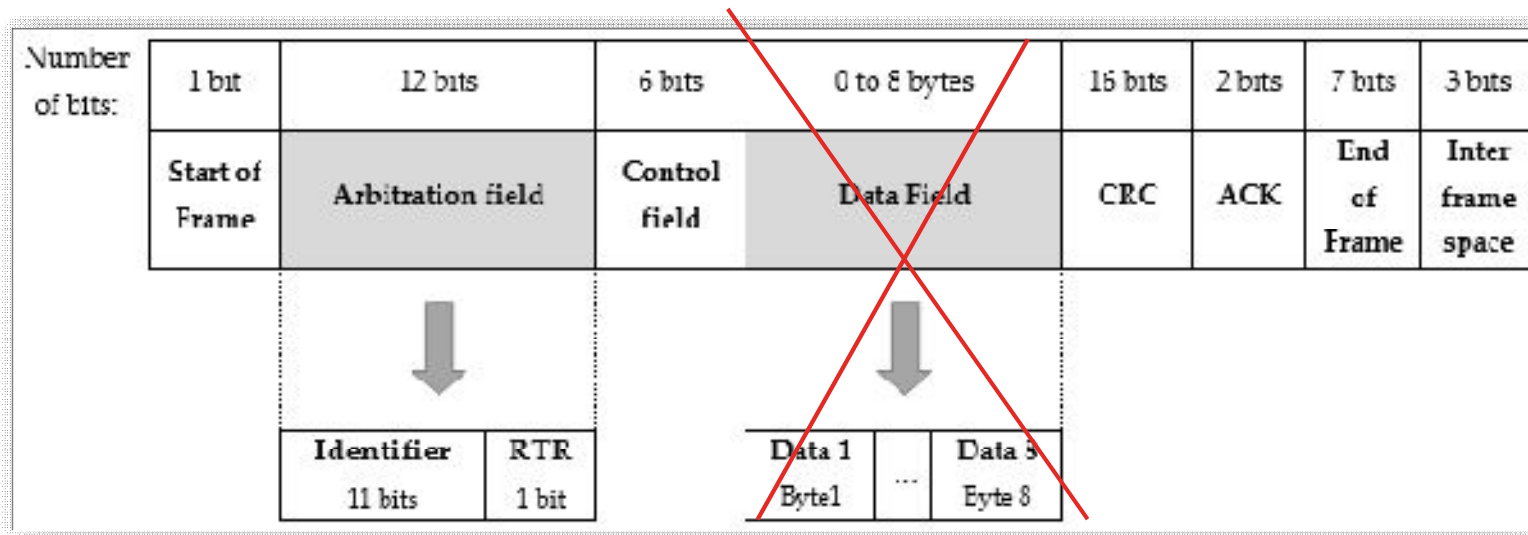 Number
of bits:
1 bit
12 bits
6 bits
0 to 8 bytes
16 bits
2 bits
7 bits
3 bits
Start of
Frame
Arbitration field
Control
field
Data Field
CRC
ACK
End
of
Frame
Inter
frame
space
Identifier
11 bits
RTR
1 bit
Data 1
Byte1
...
Data 8
Byte 8